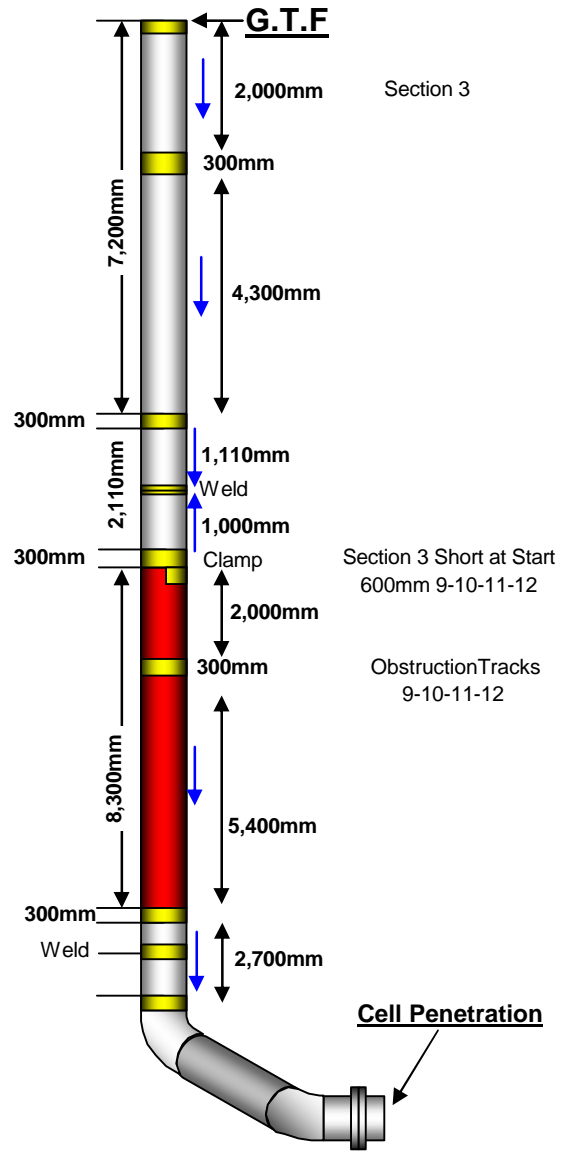 G.T.F
2,000mm
Section 3
300mm
7,200mm
4,300mm
300mm
1,110mm
2,110mm
Weld
1,000mm
300mm
Clamp
Section 3 Short at Start
600mm 9-10-11-12
2,000mm
300mm
ObstructionTracks
9-10-11-12
8,300mm
5,400mm
300mm
Weld
2,700mm
Cell Penetration